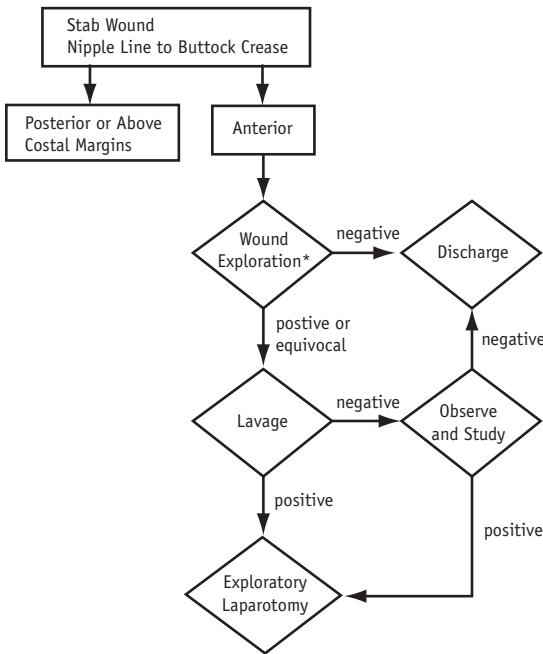 Stab Wound
Nipple Line to Buttock Crease
Posterior or Above
Costal Margins
Anterior
Wound
Exploration*
negative
Discharge
postive or
equivocal
negative
Lavage
negative
Observe
and Study
positive
positive
Exploratory
Laparotomy